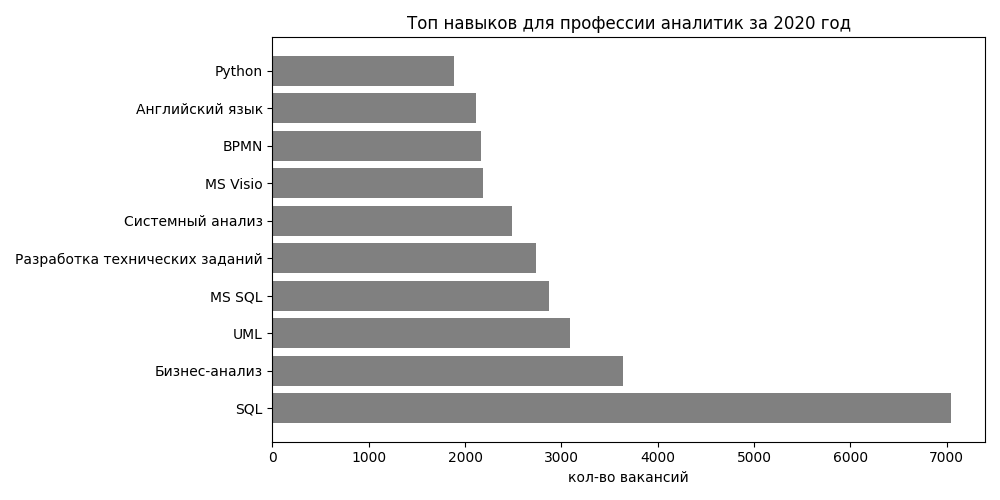 Топ навыков для профессии аналитик за 2020 год
Python
Английский язык
BPMN
MS Visio
Системный анализ
Разработка технических заданий
MS SQL
UML
Бизнес-анализ
SQL
0 1000 2000 3000 4000 5000 6000 7000
кол-во вакансий